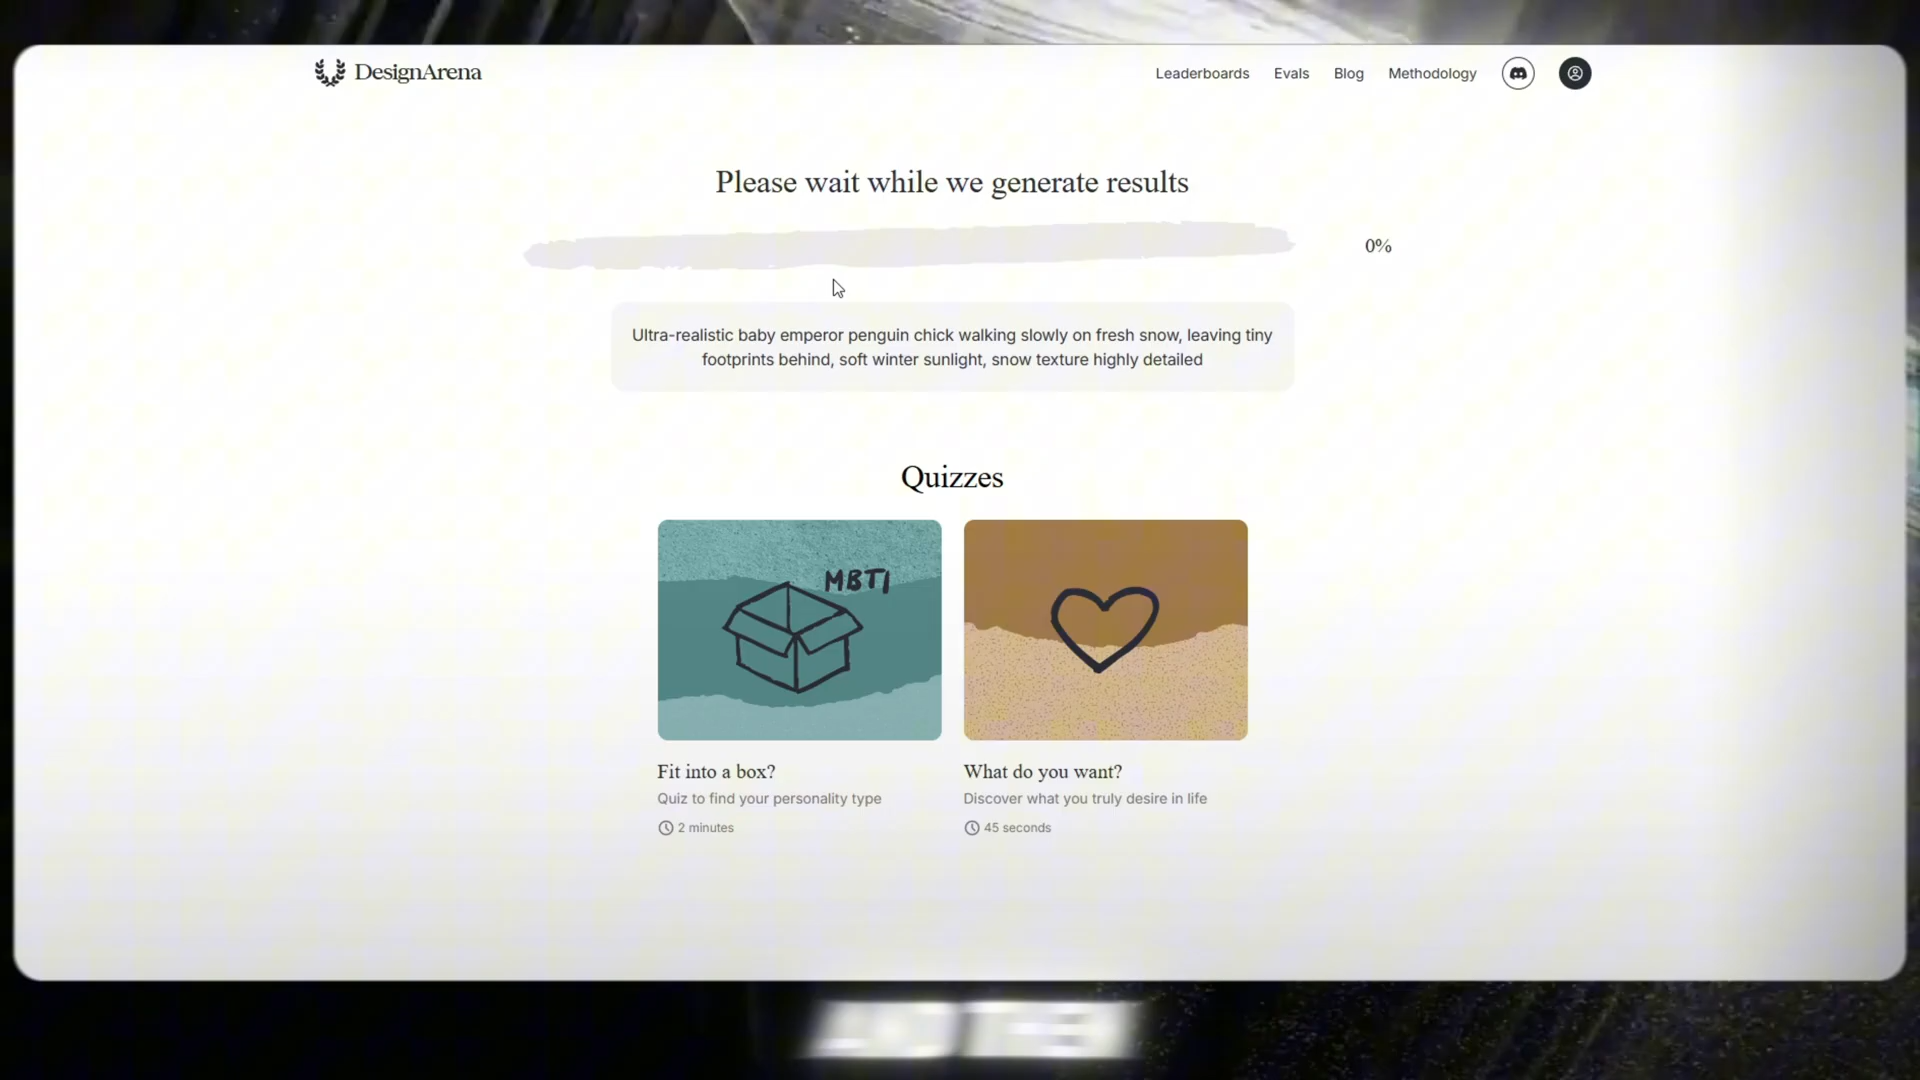 DesignArena
Leaderboards
Evals
Blog
Methodology
Please wait while we generate results
0%
Ultra-realistic baby emperor penguin chick walking slowly on fresh snow, leaving tiny
footprints behind, soft winter sunlight, snow texture highly detailed
Quizzes
MBTI
Fit into a box?
Quiz to find your personality type
2 minutes
What do you want?
Discover what you truly desire in life
45 seconds